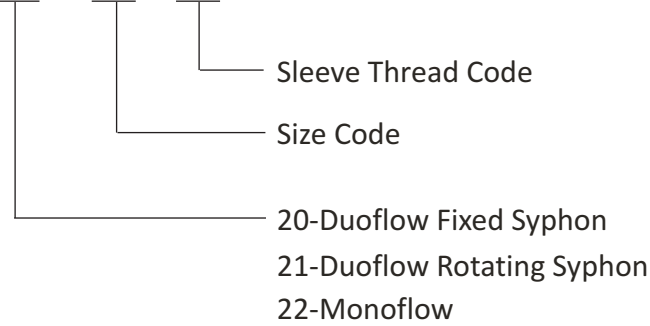 Sleeve Thread Code
Size Code
20-Duoflow Fixed Syphon
21-Duoflow Rotating Syphon
22-Monoflow